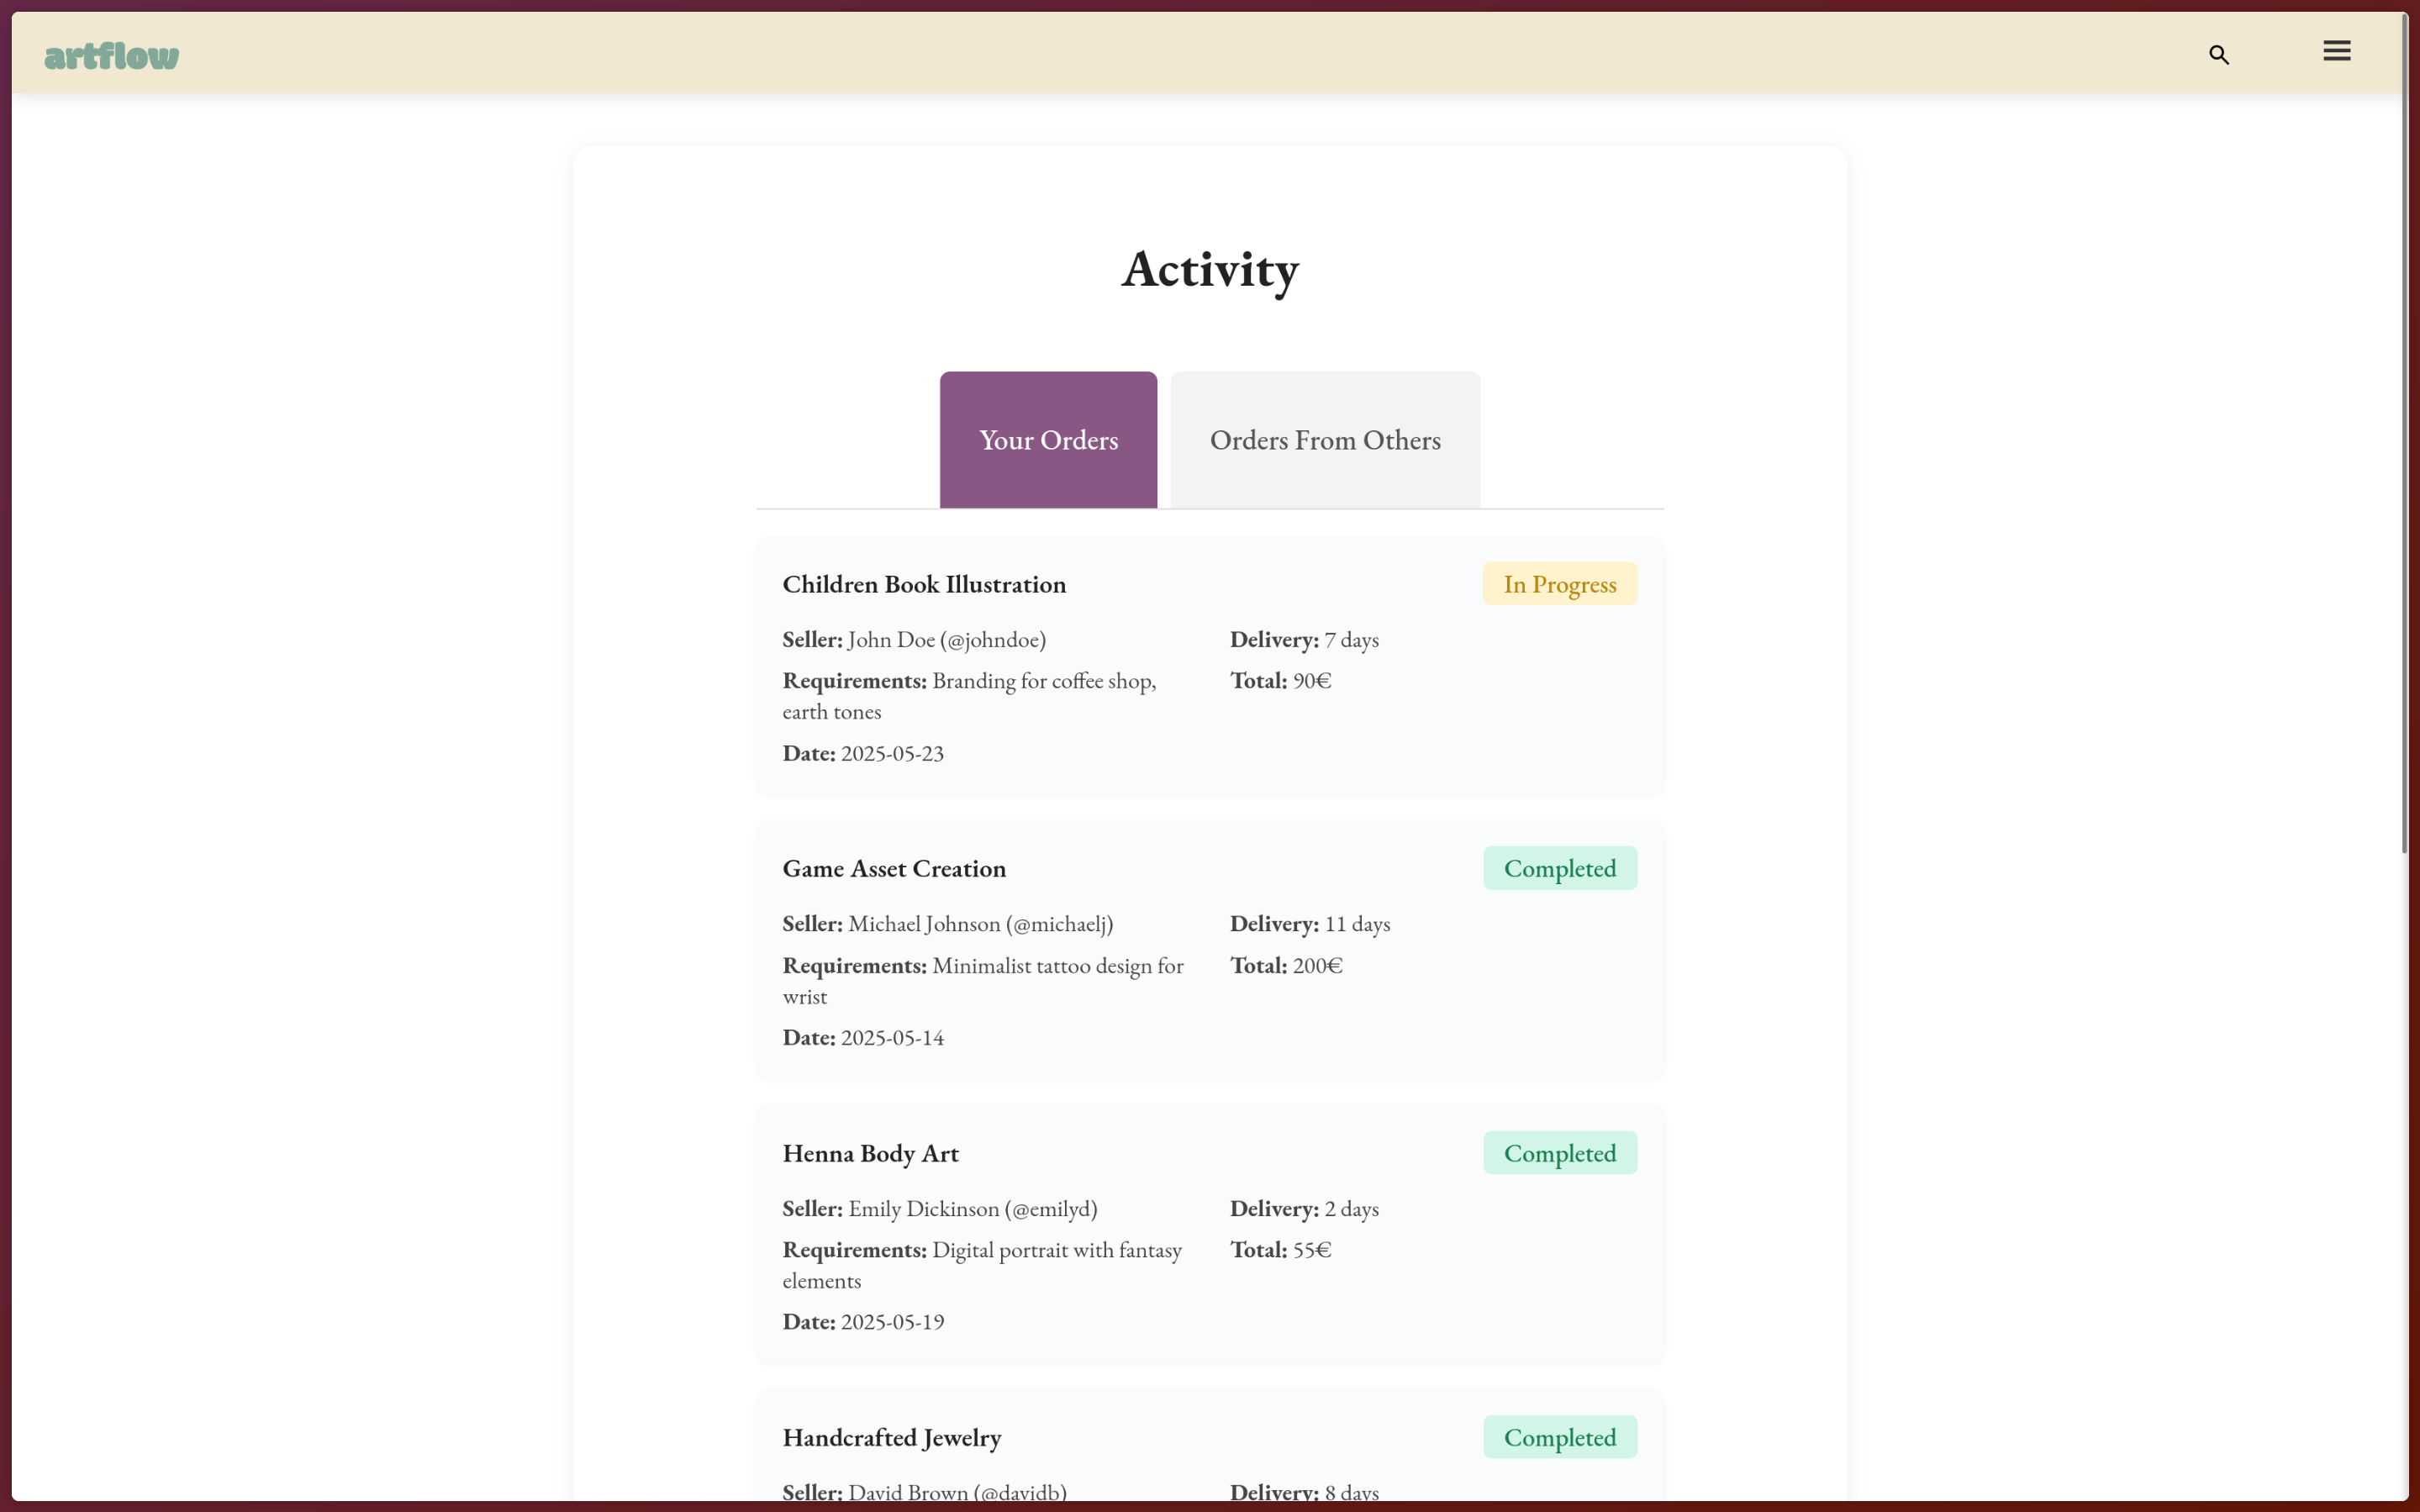 artflow
Activity
Your Orders
Orders From Others
Children Book Illustration
In Progress
Seller: John Doe (@johndoe)
Delivery: 7 days
Requirements: Branding for coffee shop,
earth tones
Total: 90€
Date: 2025-05-23
Game Asset Creation
Completed
Seller: Michael Johnson (@michaelj)
Delivery: 11 days
Requirements: Minimalist tattoo design for
wrist
Total: 200€
Date: 2025-05-14
Henna Body Art
Completed
Seller: Emily Dickinson (@emilyd)
Delivery: 2 days
Requirements: Digital portrait with fantasy
elements
Total: 55€
Date: 2025-05-19
Handcrafted Jewelry
Completed
Seller: David Brown (@davidb)
Delivery: 8 days